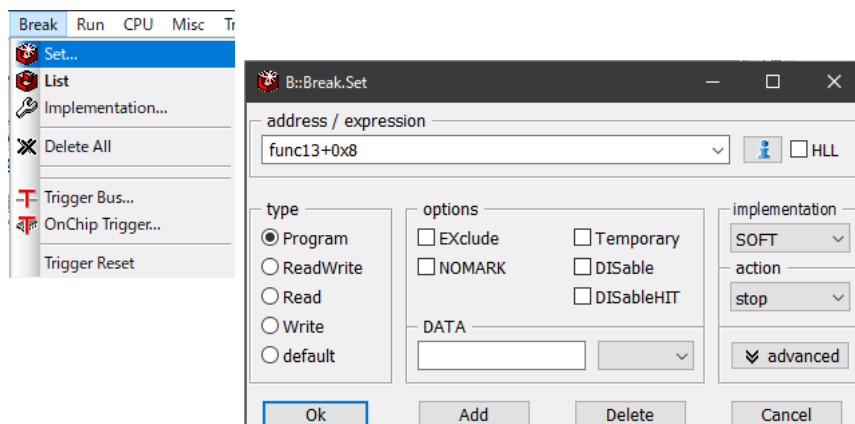 Break Run CPU Misc Tr
Set...
List
Implementation...
Delete All
Trigger Bus...
OnChip Trigger...
Trigger Reset
B::Break.Set
address / expression
func13+0x8
HLL
type
Program
ReadWrite
Read
Write
default
options
EXclude
Temporary
NOMARK
DISable
DISableHIT
DATA
implementation
SOFT
action
stop
advanced
Ok Add Delete Cancel